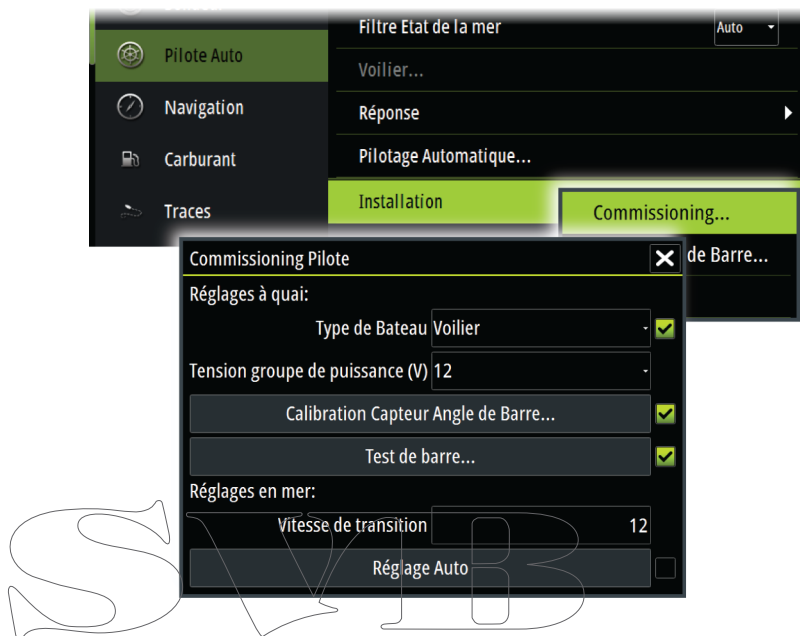 Filtre Etat de la mer Auto
Pilote Auto
Voilier...
Navigation
Réponse
Carburant
Pilotage Automatique...
Traces
Installation
Commissioning...
de Barre...
Commissioning Pilote
Réglages à quai:
Type de Bateau Voilier
Tension groupe de puissance (V) 12
Calibration Capteur Angle de Barre...
Test de barre...
Réglages en mer:
Vitesse de transition 12
Réglage Auto
SVB